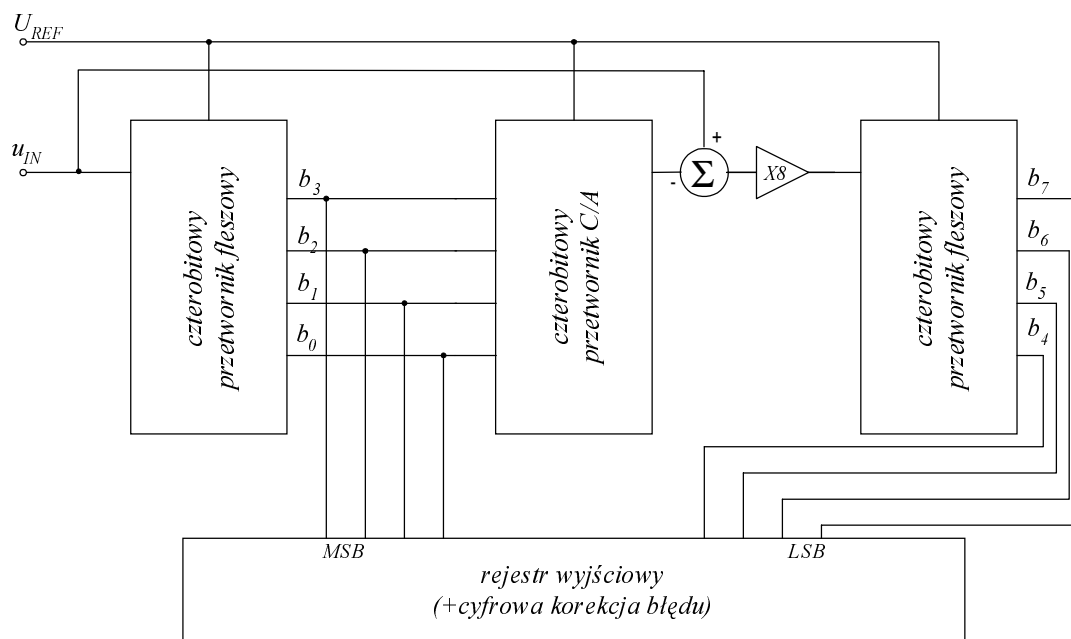 U_REF
u_IN
czterobitowy
przetwornik fleszowy
b_3
b_2
b_1
b_0
czterobitowy
przetwornik C/A
+
-
Σ
X8
czterobitowy
przetwornik fleszowy
b_7
b_6
b_5
b_4
MSB
LSB
rejestr wyjściowy
(+cyfrowa korekcja błędu)